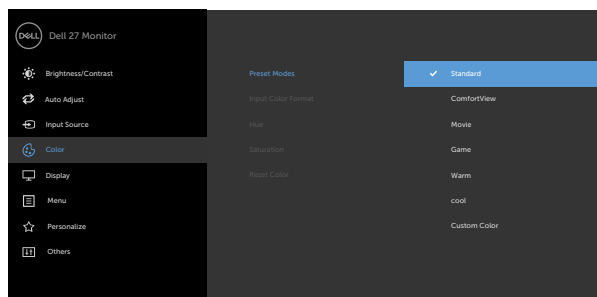 DELL Dell 27 Monitor
Brightness/Contrast Preset Modes Standard
Auto Adjust Input Color Format ComfortView
Input Source Hue Movie
Color Saturation Game
Display Reset Color Warm
Menu cool
Personalize Custom Color
Others